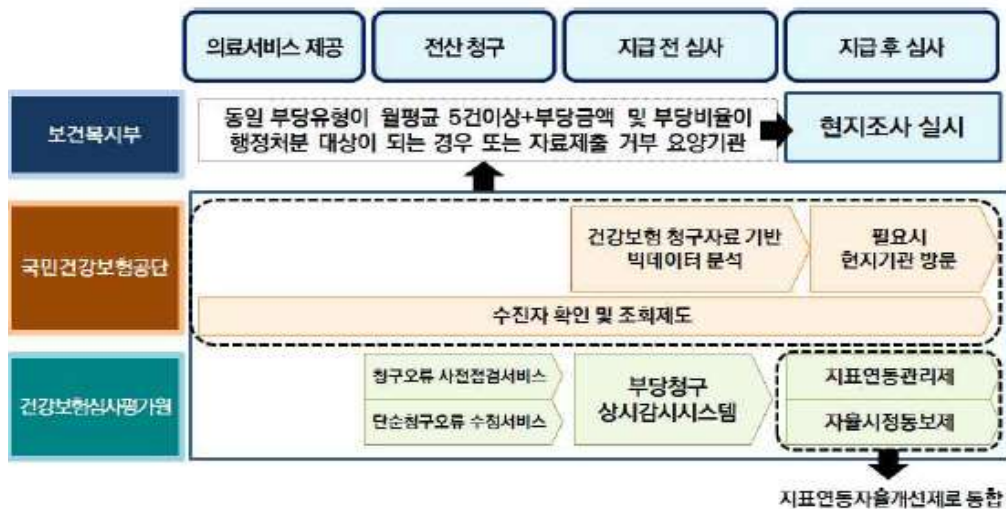 의료서비스 제공
전산 청구
지급 전 심사
지급 후 심사
보건복지부
동일 부당유형이 월평균 5건이상+부당금액 및 부당비율이
행정처분 대상이 되는 경우 또는 자료제출 거부 요양기관
현지조사 실시
국민건강보험공단
건강보험 청구자료 기반
빅데이터 분석
필요시
현지기관 방문
수진자 확인 및 조회제도
건강보험심사평가원
청구오류 사전점검서비스
단순청구오류 수정서비스
부당청구
상시감시시스템
지표연동관리제
자율시정통보제
지표연동자율개선제로 통합